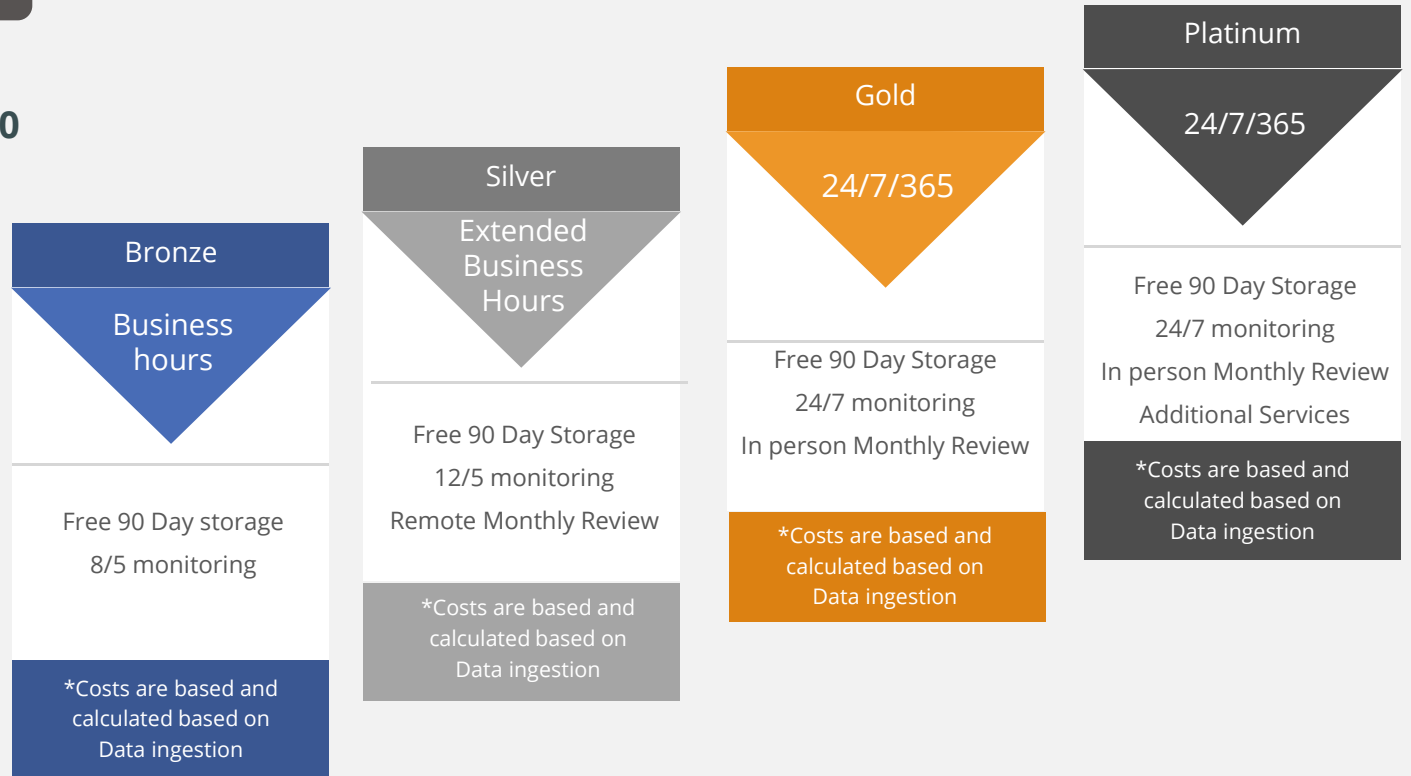 0
Bronze
Business
hours
Free 90 Day storage
8/5 monitoring
*Costs are based and
calculated based on
Data ingestion
Silver
Extended
Business
Hours
Free 90 Day Storage
12/5 monitoring
Remote Monthly Review
*Costs are based and
calculated based on
Data ingestion
Gold
24/7/365
Free 90 Day Storage
24/7 monitoring
In person Monthly Review
*Costs are based and
calculated based on
Data ingestion
Platinum
24/7/365
Free 90 Day Storage
24/7 monitoring
In person Monthly Review
Additional Services
*Costs are based and
calculated based on
Data ingestion